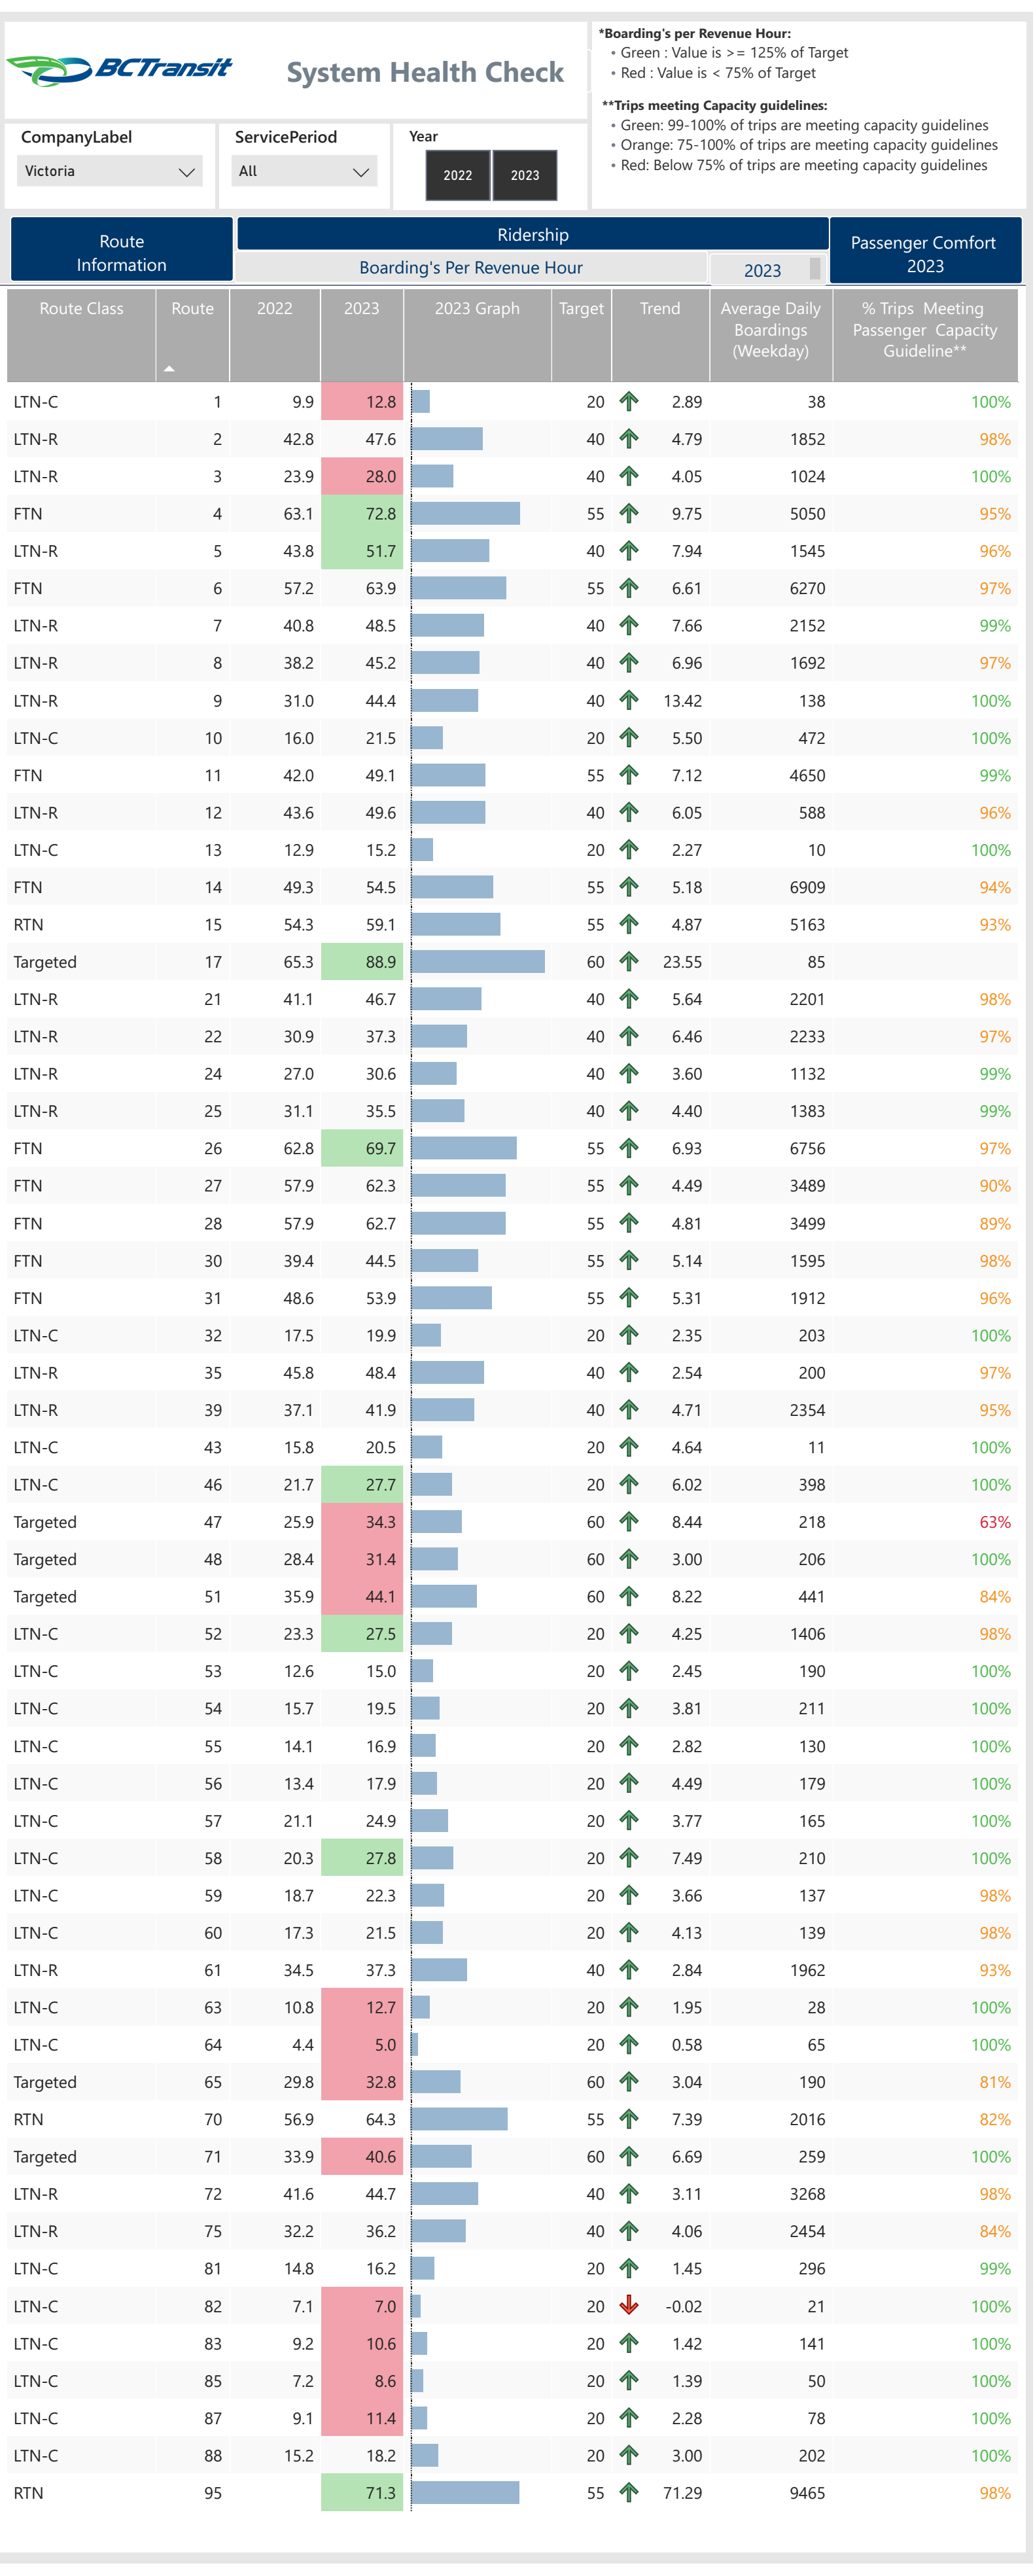 BCTransit
System Health Check
*Boarding's per Revenue Hour:
• Green : Value is >= 125% of Target
• Red : Value is < 75% of Target
**Trips meeting Capacity guidelines:
• Green: 99-100% of trips are meeting capacity guidelines
• Orange: 75-100% of trips are meeting capacity guidelines
• Red: Below 75% of trips are meeting capacity guidelines
CompanyLabel
Victoria
ServicePeriod
All
Year
2022 2023
Route
Information
Ridership
Boarding's Per Revenue Hour
2023
Passenger Comfort
2023
Route Class Route 2022 2023 2023 Graph Target Trend Average Daily % Trips Meeting
Boardings Passenger Capacity
(Weekday) Guideline**
LTN-C 1 9.9 12.8 20 2.89 38 100%
LTN-R 2 42.8 47.6 40 4.79 1852 98%
LTN-R 3 23.9 28.0 40 4.05 1024 100%
FTN 4 63.1 72.8 55 9.75 5050 95%
LTN-R 5 43.8 51.7 40 7.94 1545 96%
FTN 6 57.2 63.9 55 6.61 6270 97%
LTN-R 7 40.8 48.5 40 7.66 2152 99%
LTN-R 8 38.2 45.2 40 6.96 1692 97%
LTN-R 9 31.0 44.4 40 13.42 138 100%
LTN-C 10 16.0 21.5 20 5.50 472 100%
FTN 11 42.0 49.1 55 7.12 4650 99%
LTN-R 12 43.6 49.6 40 6.05 588 96%
LTN-C 13 12.9 15.2 20 2.27 10 100%
FTN 14 49.3 54.5 55 5.18 6909 94%
RTN 15 54.3 59.1 55 4.87 5163 93%
Targeted 17 65.3 88.9 60 23.55 85
LTN-R 21 41.1 46.7 40 5.64 2201 98%
LTN-R 22 30.9 37.3 40 6.46 2233 97%
LTN-R 24 27.0 30.6 40 3.60 1132 99%
LTN-R 25 31.1 35.5 40 4.40 1383 99%
FTN 26 62.8 69.7 55 6.93 6756 97%
FTN 27 57.9 62.3 55 4.49 3489 90%
FTN 28 57.9 62.7 55 4.81 3499 89%
FTN 30 39.4 44.5 55 5.14 1595 98%
FTN 31 48.6 53.9 55 5.31 1912 96%
LTN-C 32 17.5 19.9 20 2.35 203 100%
LTN-R 35 45.8 48.4 40 2.54 200 97%
LTN-R 39 37.1 41.9 40 4.71 2354 95%
LTN-C 43 15.8 20.5 20 4.64 11 100%
LTN-C 46 21.7 27.7 20 6.02 398 100%
Targeted 47 25.9 34.3 60 8.44 218 63%
Targeted 48 28.4 31.4 60 3.00 206 100%
Targeted 51 35.9 44.1 60 8.22 441 84%
LTN-C 52 23.3 27.5 20 4.25 1406 98%
LTN-C 53 12.6 15.0 20 2.45 190 100%
LTN-C 54 15.7 19.5 20 3.81 211 100%
LTN-C 55 14.1 16.9 20 2.82 130 100%
LTN-C 56 13.4 17.9 20 4.49 179 100%
LTN-C 57 21.1 24.9 20 3.77 165 100%
LTN-C 58 20.3 27.8 20 7.49 210 100%
LTN-C 59 18.7 22.3 20 3.66 137 98%
LTN-C 60 17.3 21.5 20 4.13 139 98%
LTN-R 61 34.5 37.3 40 2.84 1962 93%
LTN-C 63 10.8 12.7 20 1.95 28 100%
LTN-C 64 4.4 5.0 20 0.58 65 100%
Targeted 65 29.8 32.8 60 3.04 190 81%
RTN 70 56.9 64.3 55 7.39 2016 82%
Targeted 71 33.9 40.6 60 6.69 259 100%
LTN-R 72 41.6 44.7 40 3.11 3268 98%
LTN-R 75 32.2 36.2 40 4.06 2454 84%
LTN-C 81 14.8 16.2 20 1.45 296 99%
LTN-C 82 7.1 7.0 20 -0.02 21 100%
LTN-C 83 9.2 10.6 20 1.42 141 100%
LTN-C 85 7.2 8.6 20 1.39 50 100%
LTN-C 87 9.1 11.4 20 2.28 78 100%
LTN-C 88 15.2 18.2 20 3.00 202 100%
RTN 95 71.3 55 71.29 9465 98%